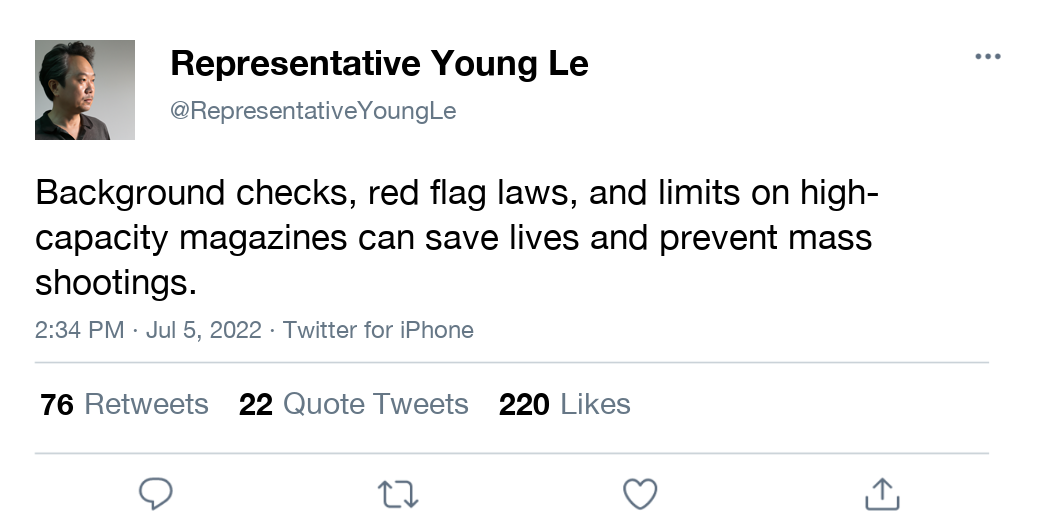 Representative Young Le
@RepresentativeYoungLe
Background checks, red flag laws, and limits on high-
capacity magazines can save lives and prevent mass
shootings.
2:34 PM · Jul 5, 2022 · Twitter for iPhone
76 Retweets 22 Quote Tweets 220 Likes